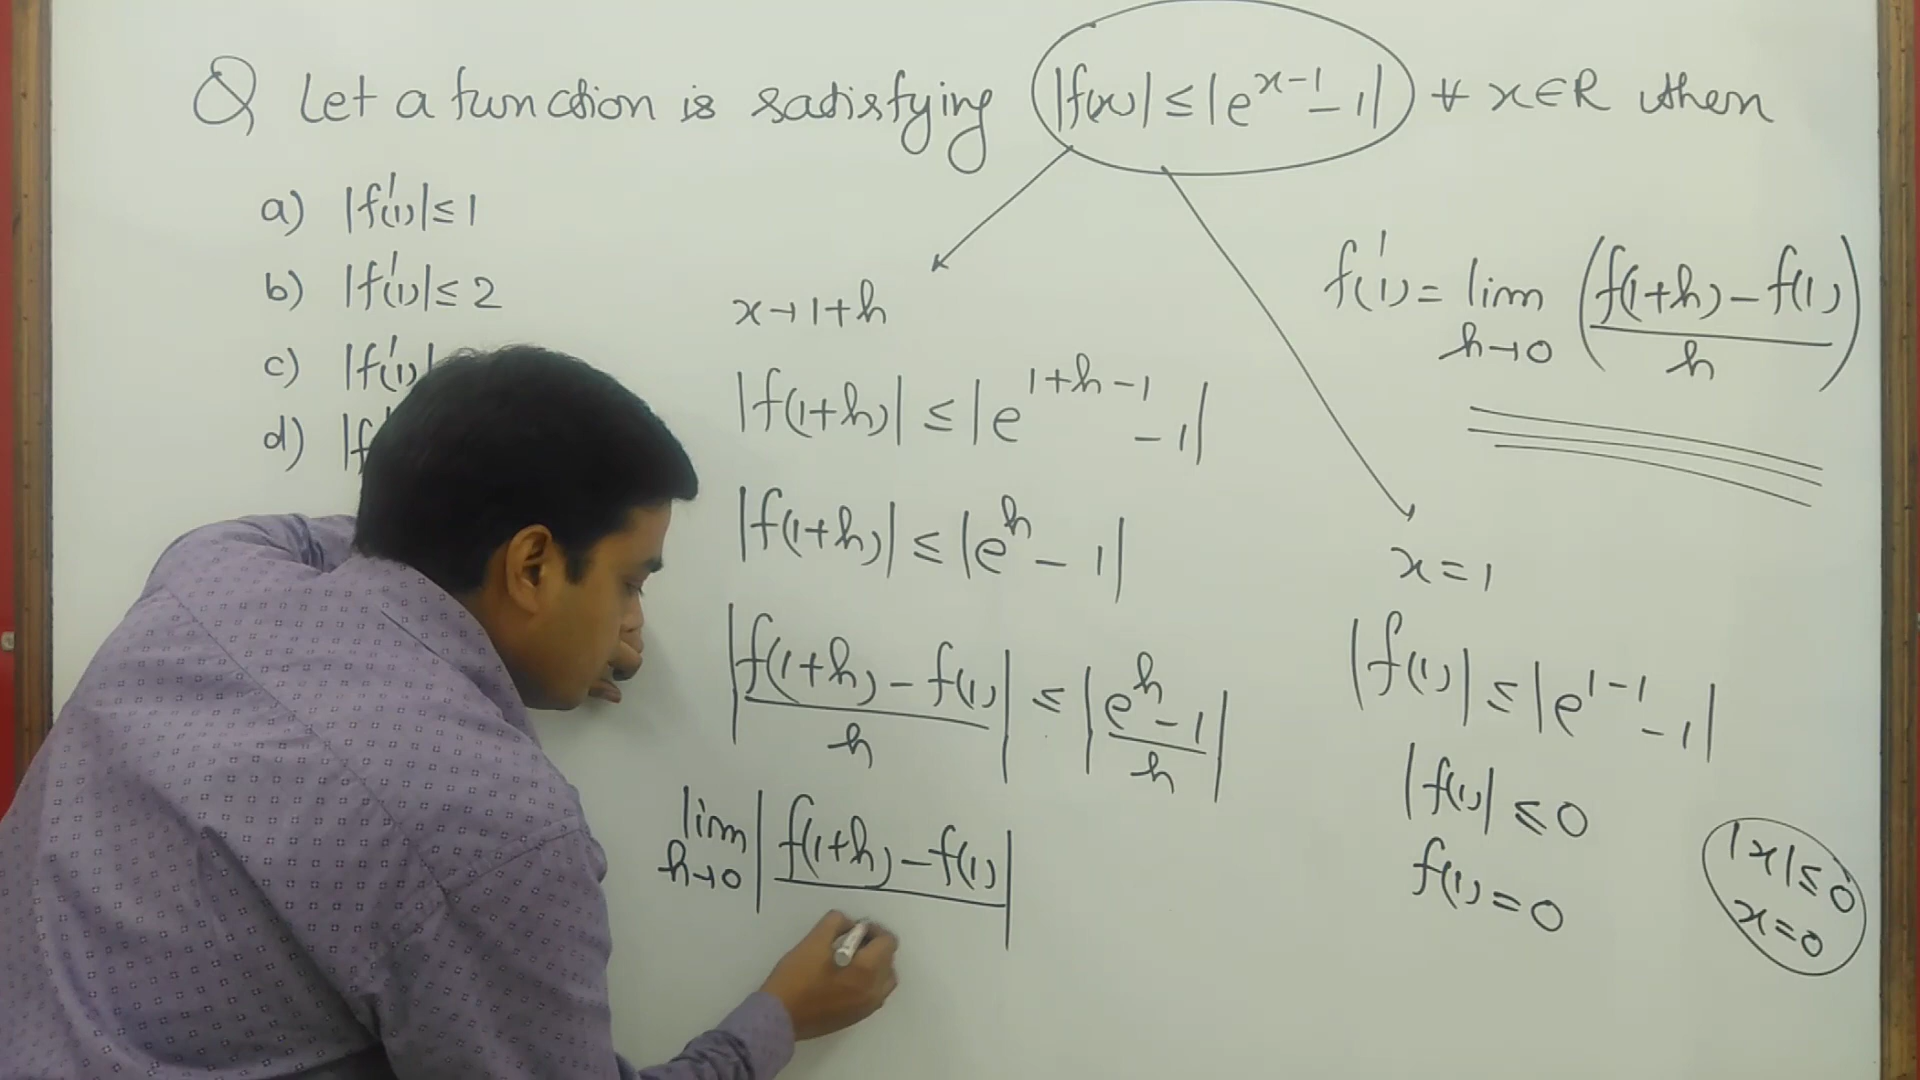 Q Let a function is satisfying |f(x)| ≤ |e^{x-1} - 1| ∀ x∈R then
a) |f'(1)| ≤ 1
b) |f'(1)| ≤ 2
c) |f'(1)|
d) |f
x→1+h
|f(1+h)| ≤ |e^{1+h-1} - 1|
|f(1+h)| ≤ |e^h - 1|
|(f(1+h) - f(1))/h| ≤ |(e^h - 1)/h|
lim h→0 |f(1+h) - f(1)|
f'(1) = lim h→0 ((f(1+h) - f(1))/h)
x = 1
|f(1)| ≤ |e^{1-1} - 1|
|f(1)| ≤ 0
f(1) = 0
|x| ≤ 0
x = 0